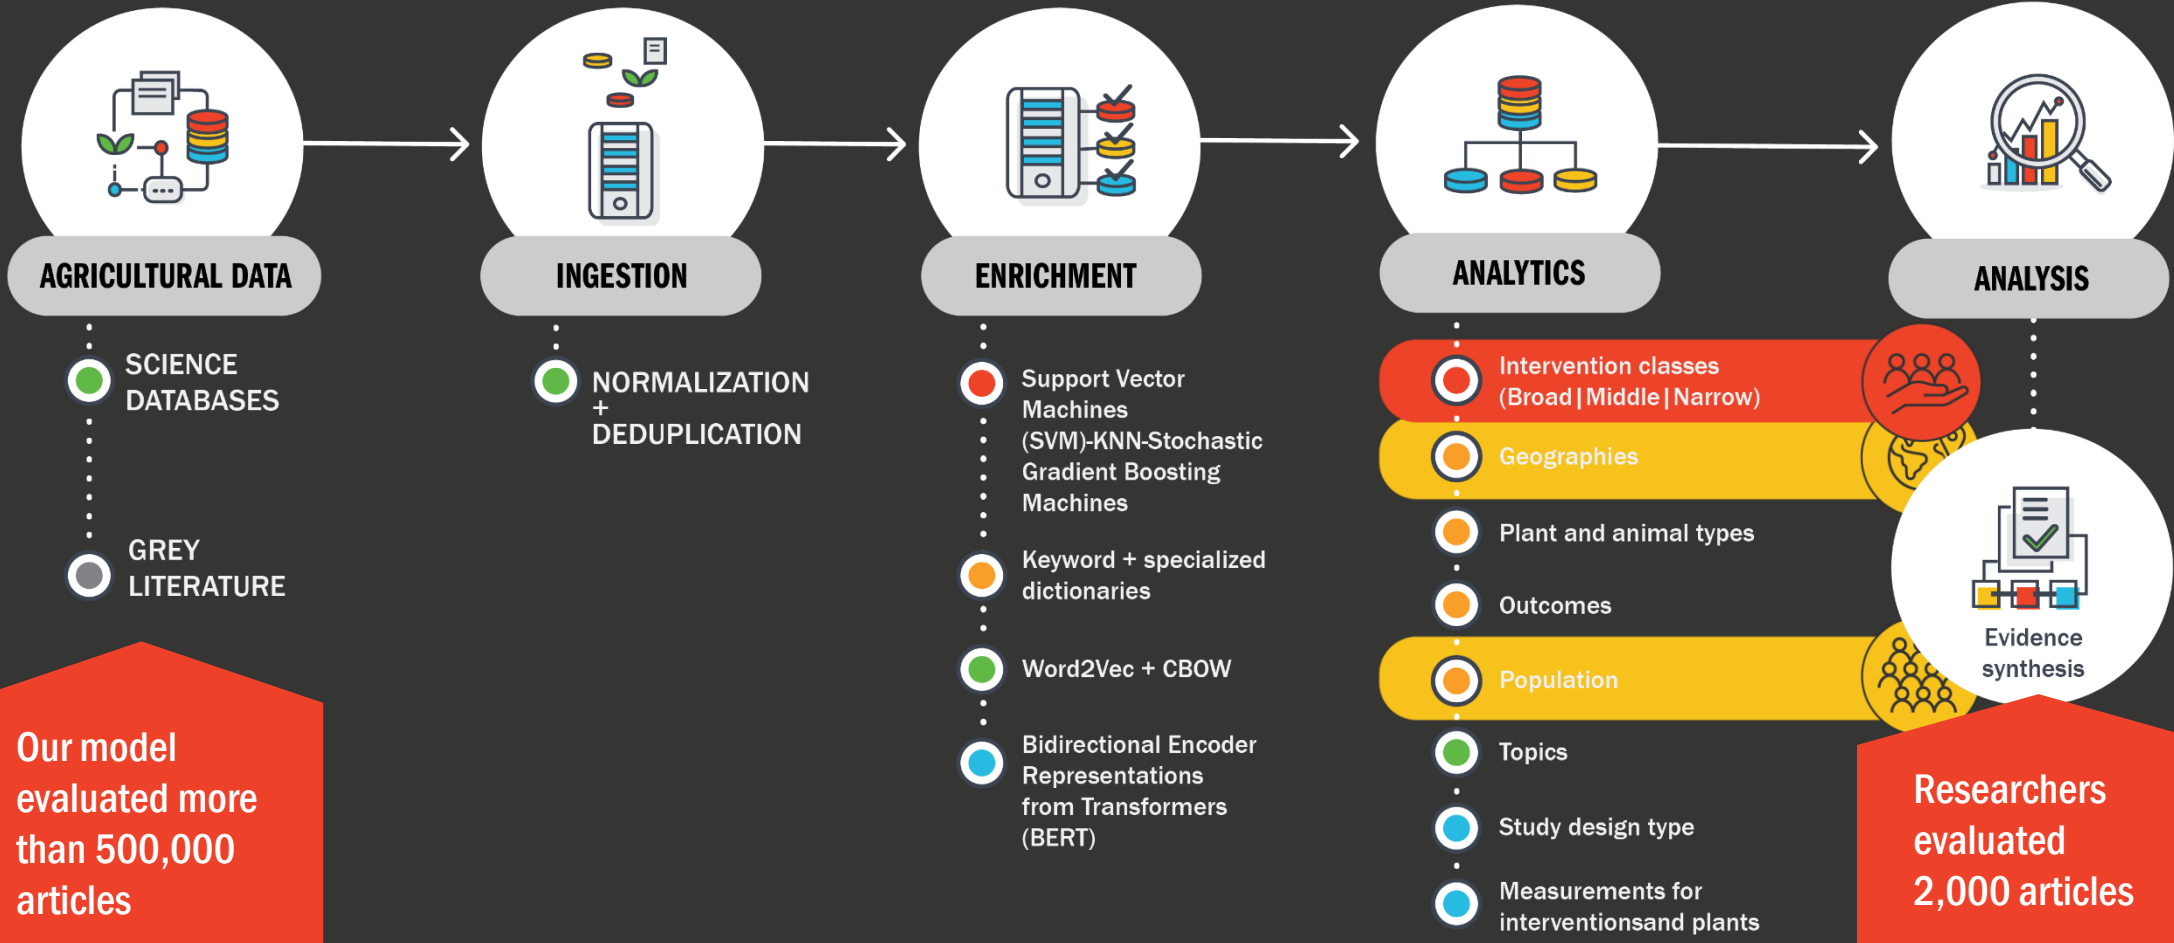 AGRICULTURAL DATA
SCIENCE
DATABASES
GREY
LITERATURE
Our model
evaluated more
than 500,000
articles
INGESTION
NORMALIZATION
+
DEDUPLICATION
ENRICHMENT
Support Vector
Machines
(SVM)-KNN-Stochastic
Gradient Boosting
Machines
Keyword + specialized
dictionaries
Word2Vec + CBOW
Bidirectional Encoder
Representations
from Transformers
(BERT)
ANALYTICS
Intervention classes
(Broad|Middle|Narrow)
Geographies
Plant and animal types
Outcomes
Population
Topics
Study design type
Measurements for
interventionsand plants
ANALYSIS
Evidence
synthesis
Researchers
evaluated
2,000 articles